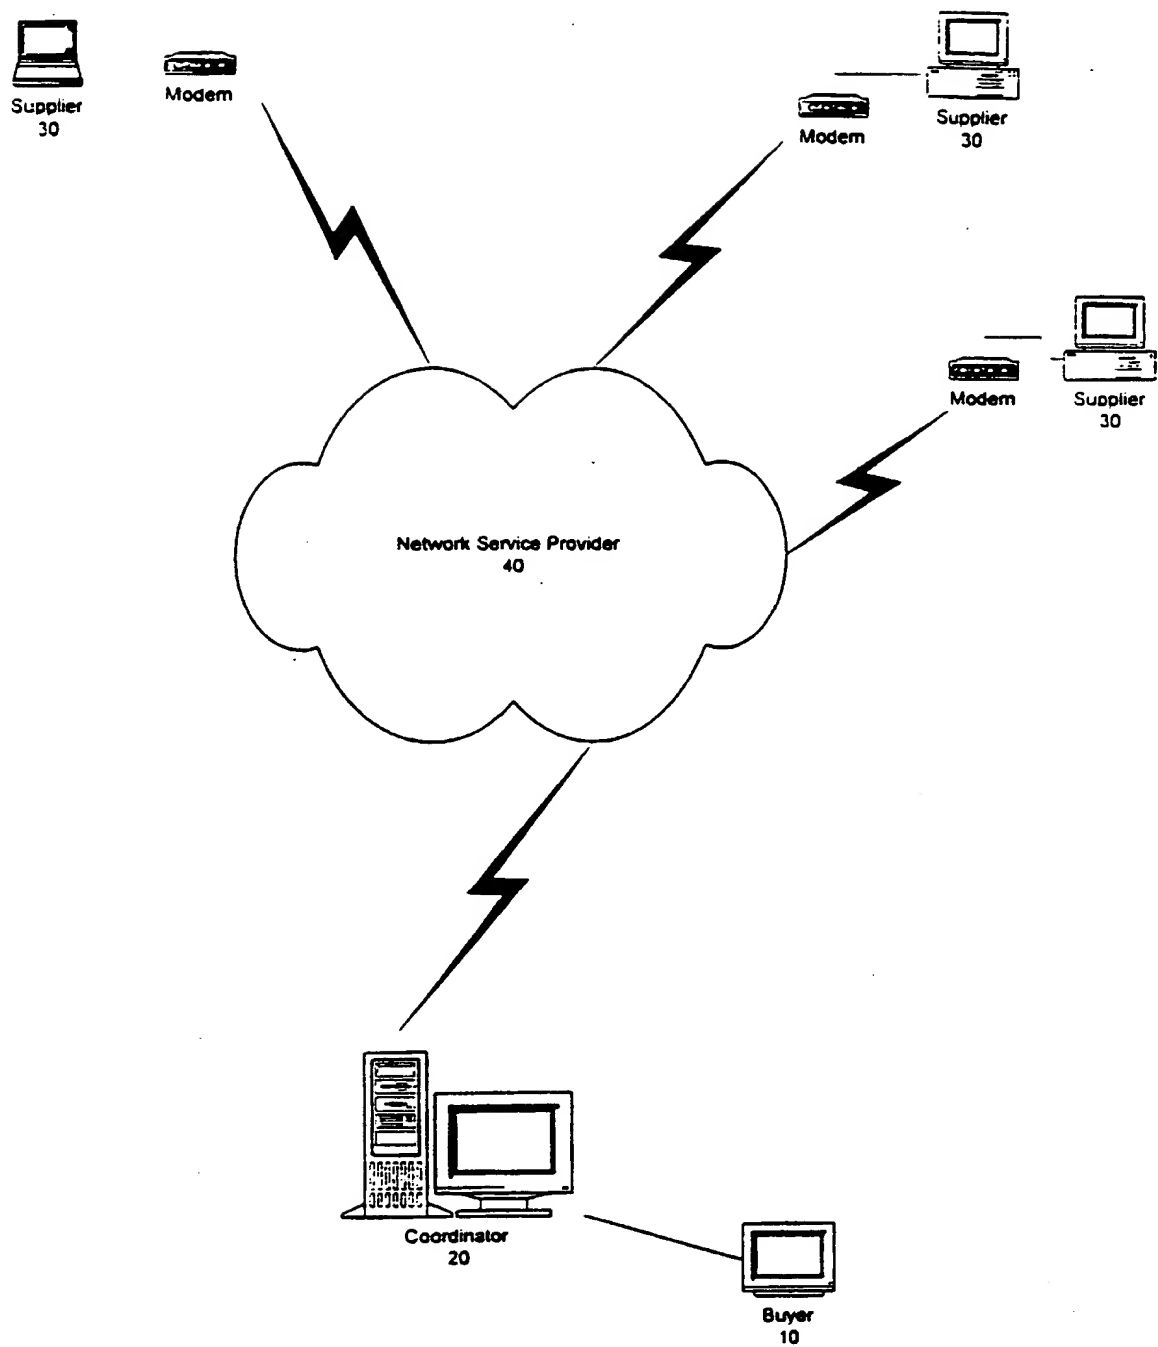 Supplier
30
Modem
Modem
Supplier
30
Modem
Supplier
30
Network Service Provider
40
Coordinator
20
Buyer
10